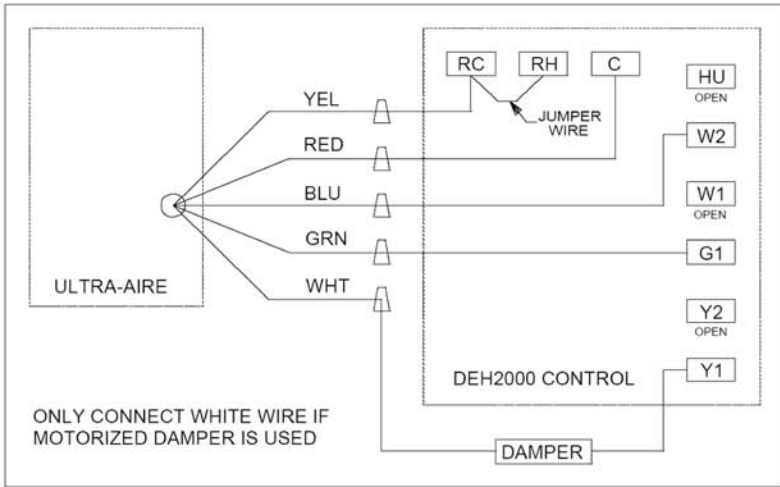 RC RH C
HU
OPEN
YEL
JUMPER
WIRE
W2
RED
BLU
W1
OPEN
GRN
G1
ULTRA-AIRE
WHT
Y2
OPEN
DEH2000 CONTROL
Y1
ONLY CONNECT WHITE WIRE IF
MOTORIZED DAMPER IS USED
DAMPER